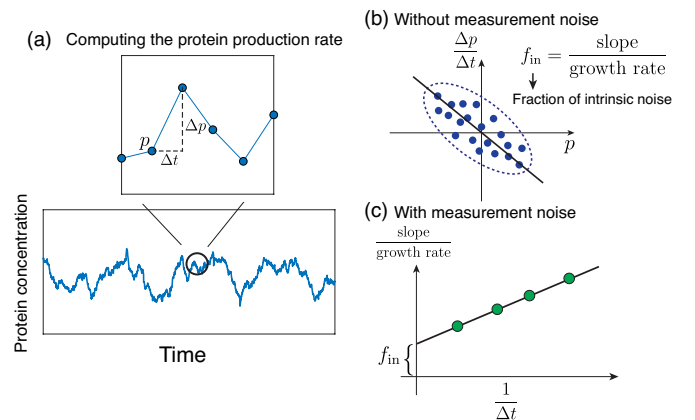 (a) Computing the protein production rate
p
Δp
Δt
Protein concentration
Time
(b) Without measurement noise
Δp/Δt
f_in = slope/growth rate
Fraction of intrinsic noise
p
(c) With measurement noise
slope/growth rate
f_in {
1/Δt